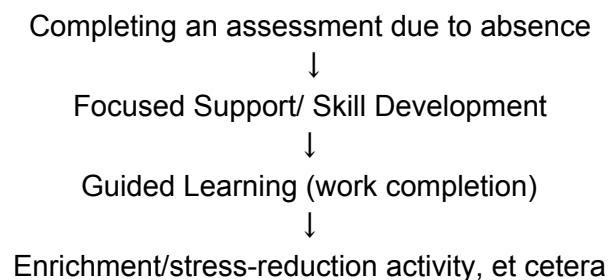 Completing an assessment due to absence
↓
Focused Support/ Skill Development
↓
Guided Learning (work completion)
↓
Enrichment/stress-reduction activity, et cetera